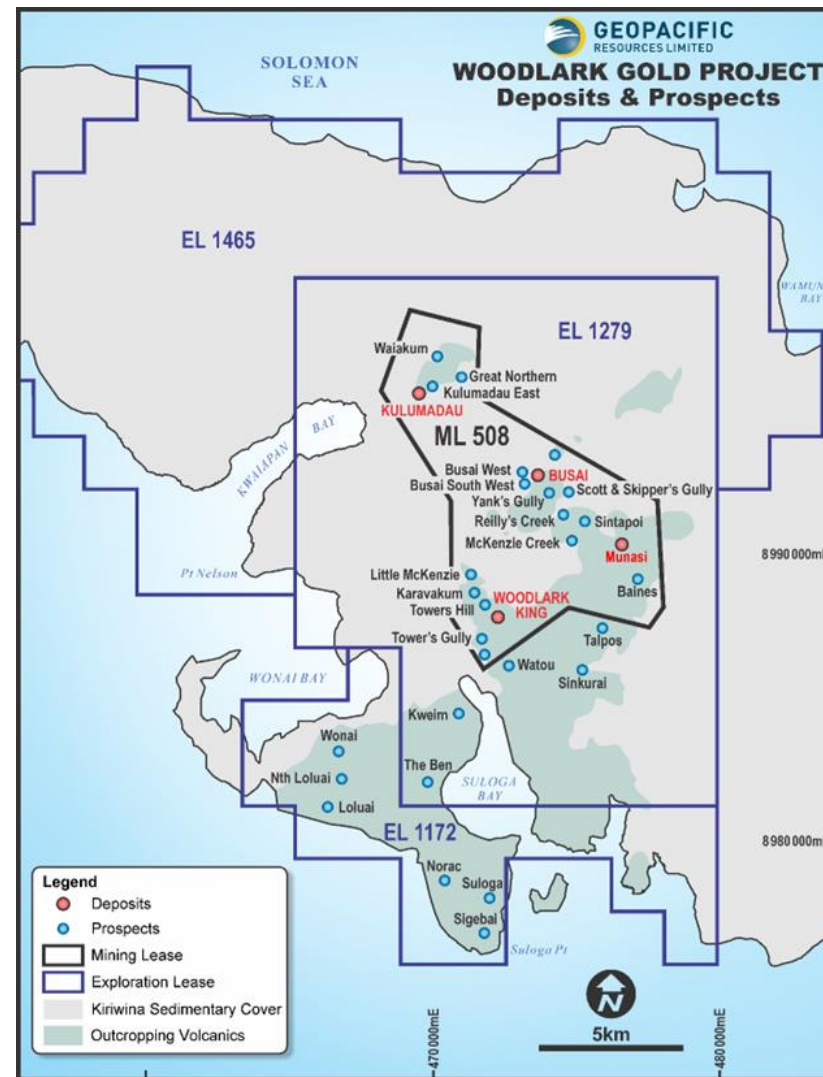 GEOPACIFIC
RESOURCES LIMITED
WOODLARK GOLD PROJECT
Deposits & Prospects
SOLOMON
SEA
EL 1465
WAMUN
BAY
EL 1279
Waiakum
Great Northern
Kulumadau East
KULUMADAU
KWAIAPAN BAY
ML 508
Busai West
BUSAI
Busai South West
Scott & Skipper's Gully
Yank's Gully
Reilly's Creek
Sintapoi
McKenzie Creek
Munasi
8 990 000mN
Pt Nelson
Little McKenzie
Baines
Karavakum
WOODLARK
KING
Towers Hill
Talpos
Tower's Gully
Watou
Sinkurai
WONAI BAY
Kweim
Wonai
The Ben
Nth Loluai
SULOGA
BAY
Loluai
EL 1172
8 980 000mN
Norac
Suloga
Sigebai
Suloga Pt
Legend
Deposits
Prospects
Mining Lease
Exploration Lease
Kiriwina Sedimentary Cover
Outcropping Volcanics
N
5km
470 000mE
480 000mE